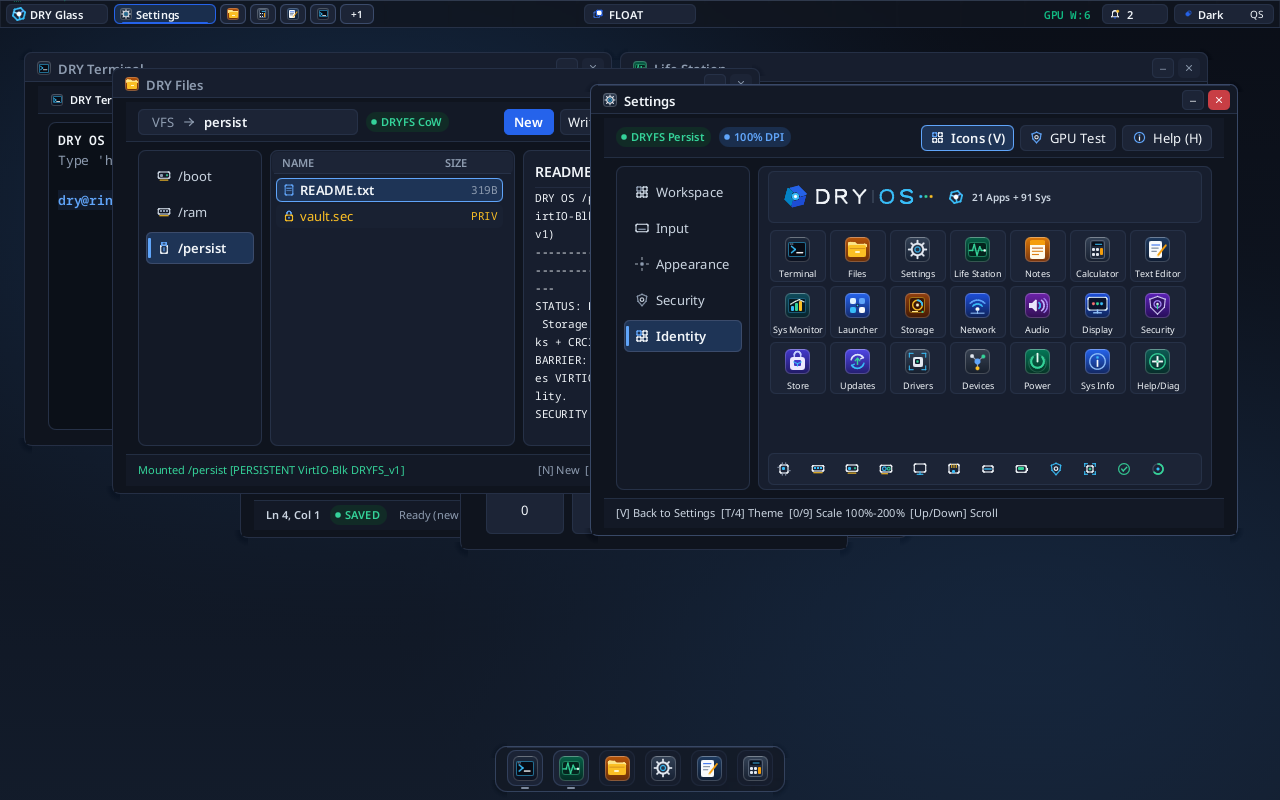 DRY Glass
Settings
+1
FLOAT
GPU W:6
2
Dark QS
DRY Terminal
DRY Ter
DRY OS
Type 'h
dry@rin
Life Station
DRY Files
VFS → persist
DRYFS CoW
New
Writ
/boot
/ram
/persist
NAME SIZE
README.txt 319B
vault.sec PRIV
README
DRY OS /p
virtIO-Bl
v1)
---------
---------
---
STATUS:
Storage
ks + CRC
BARRIER:
es VIRTI
lity.
SECURITY
Mounted /persist [PERSISTENT VirtIO-Blk DRYFS_v1]
[N] New [
Ln 4, Col 1
SAVED
Ready (new
0
Settings
DRYFS Persist
100% DPI
Icons (V)
GPU Test
Help (H)
Workspace
Input
Appearance
Security
Identity
DRY|OS
21 Apps + 91 Sys
Terminal Files Settings Life Station Notes Calculator Text Editor
Sys Monitor Launcher Storage Network Audio Display Security
Store Updates Drivers Devices Power Sys Info Help/Diag
[V] Back to Settings [T/4] Theme [0/9] Scale 100%-200% [Up/Down] Scroll